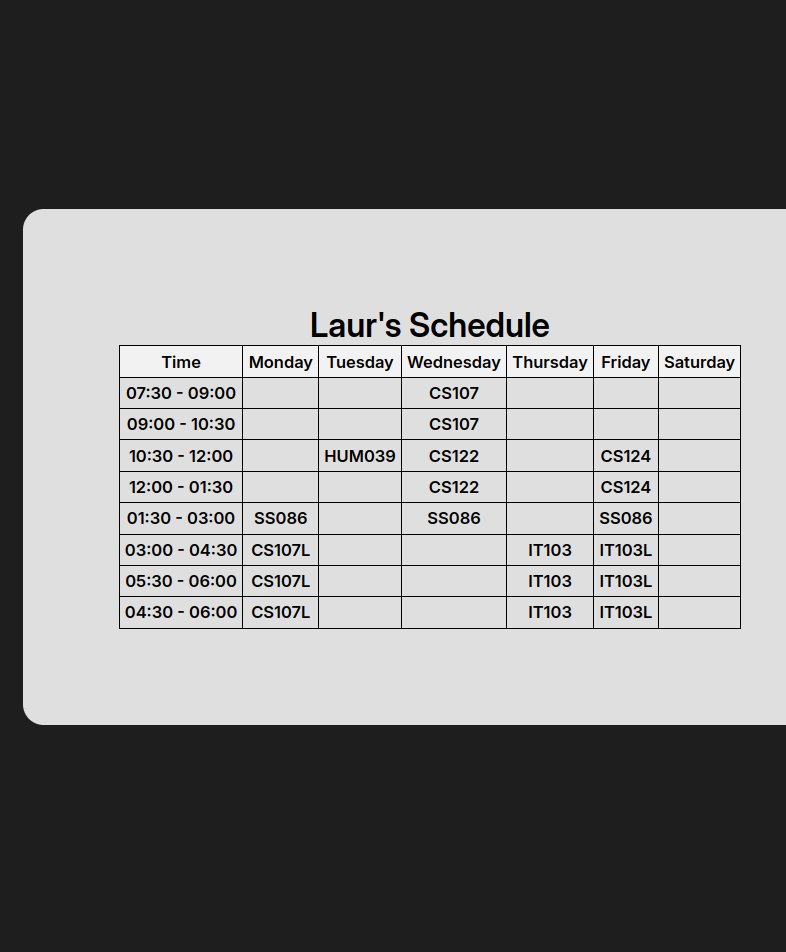 Laur's Schedule
Time Monday Tuesday Wednesday Thursday Friday Saturday
07:30 - 09:00 CS107
09:00 - 10:30 CS107
10:30 - 12:00 HUM039 CS122 CS124
12:00 - 01:30 CS122 CS124
01:30 - 03:00 SS086 SS086 SS086
03:00 - 04:30 CS107L IT103 IT103L
05:30 - 06:00 CS107L IT103 IT103L
04:30 - 06:00 CS107L IT103 IT103L